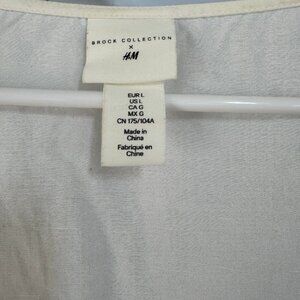 BROCK COLLECTION
×
H&M
EUR L
US L
CA G
MX G
CN 175/104A
Made in
China
Fabriqué en
Chine